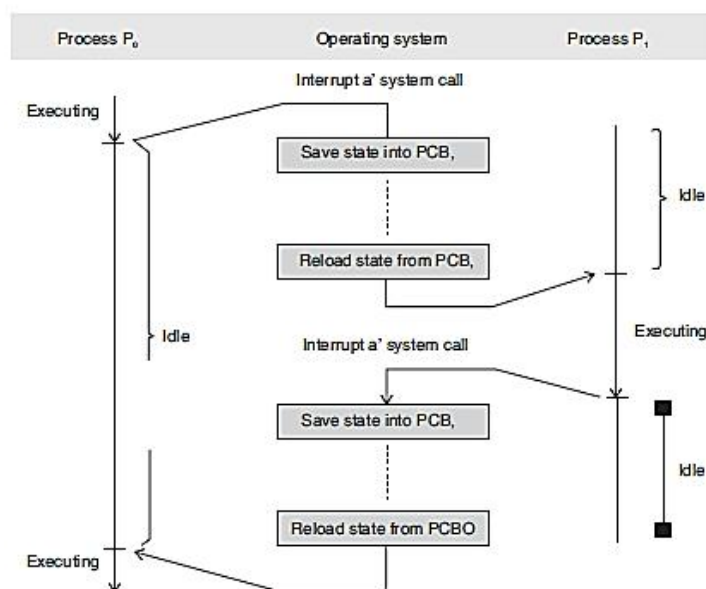 Process P₀ Operating system Process P₁
Interrupt a' system call
Executing
Save state into PCB,
Idle
Reload state from PCB,
Idle
Executing
Interrupt a' system call
Save state into PCB,
Idle
Reload state from PCBO
Executing